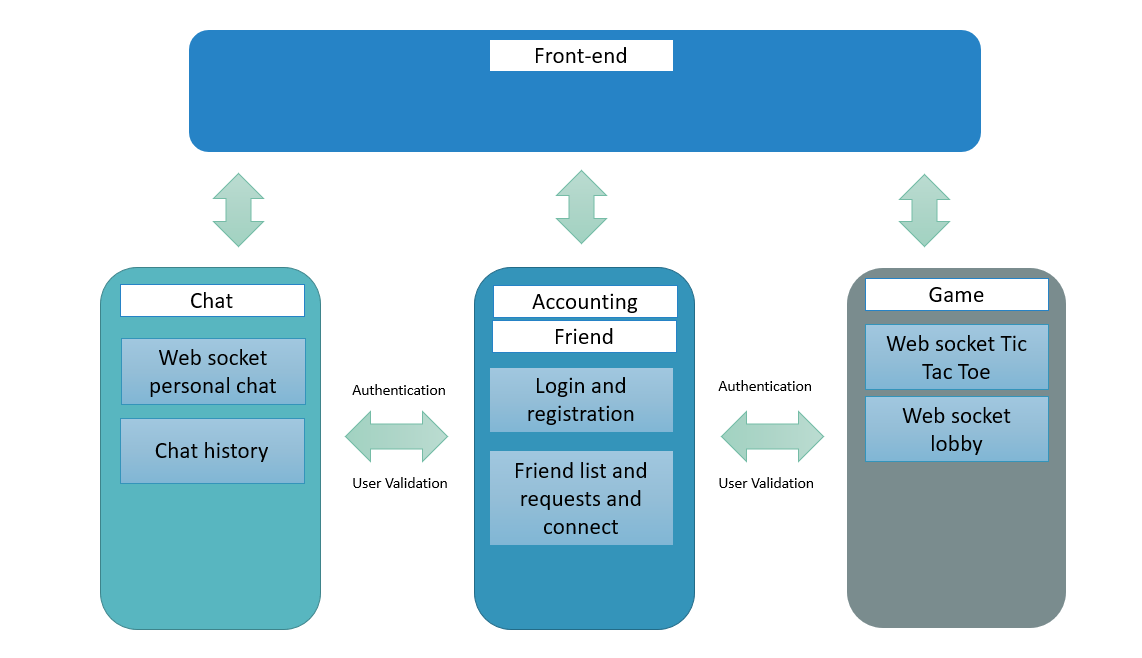 Front-end
Chat
Web socket
personal chat
Chat history
Authentication
User Validation
Accounting
Friend
Login and
registration
Friend list and
requests and
connect
Authentication
User Validation
Game
Web socket Tic
Tac Toe
Web socket
lobby